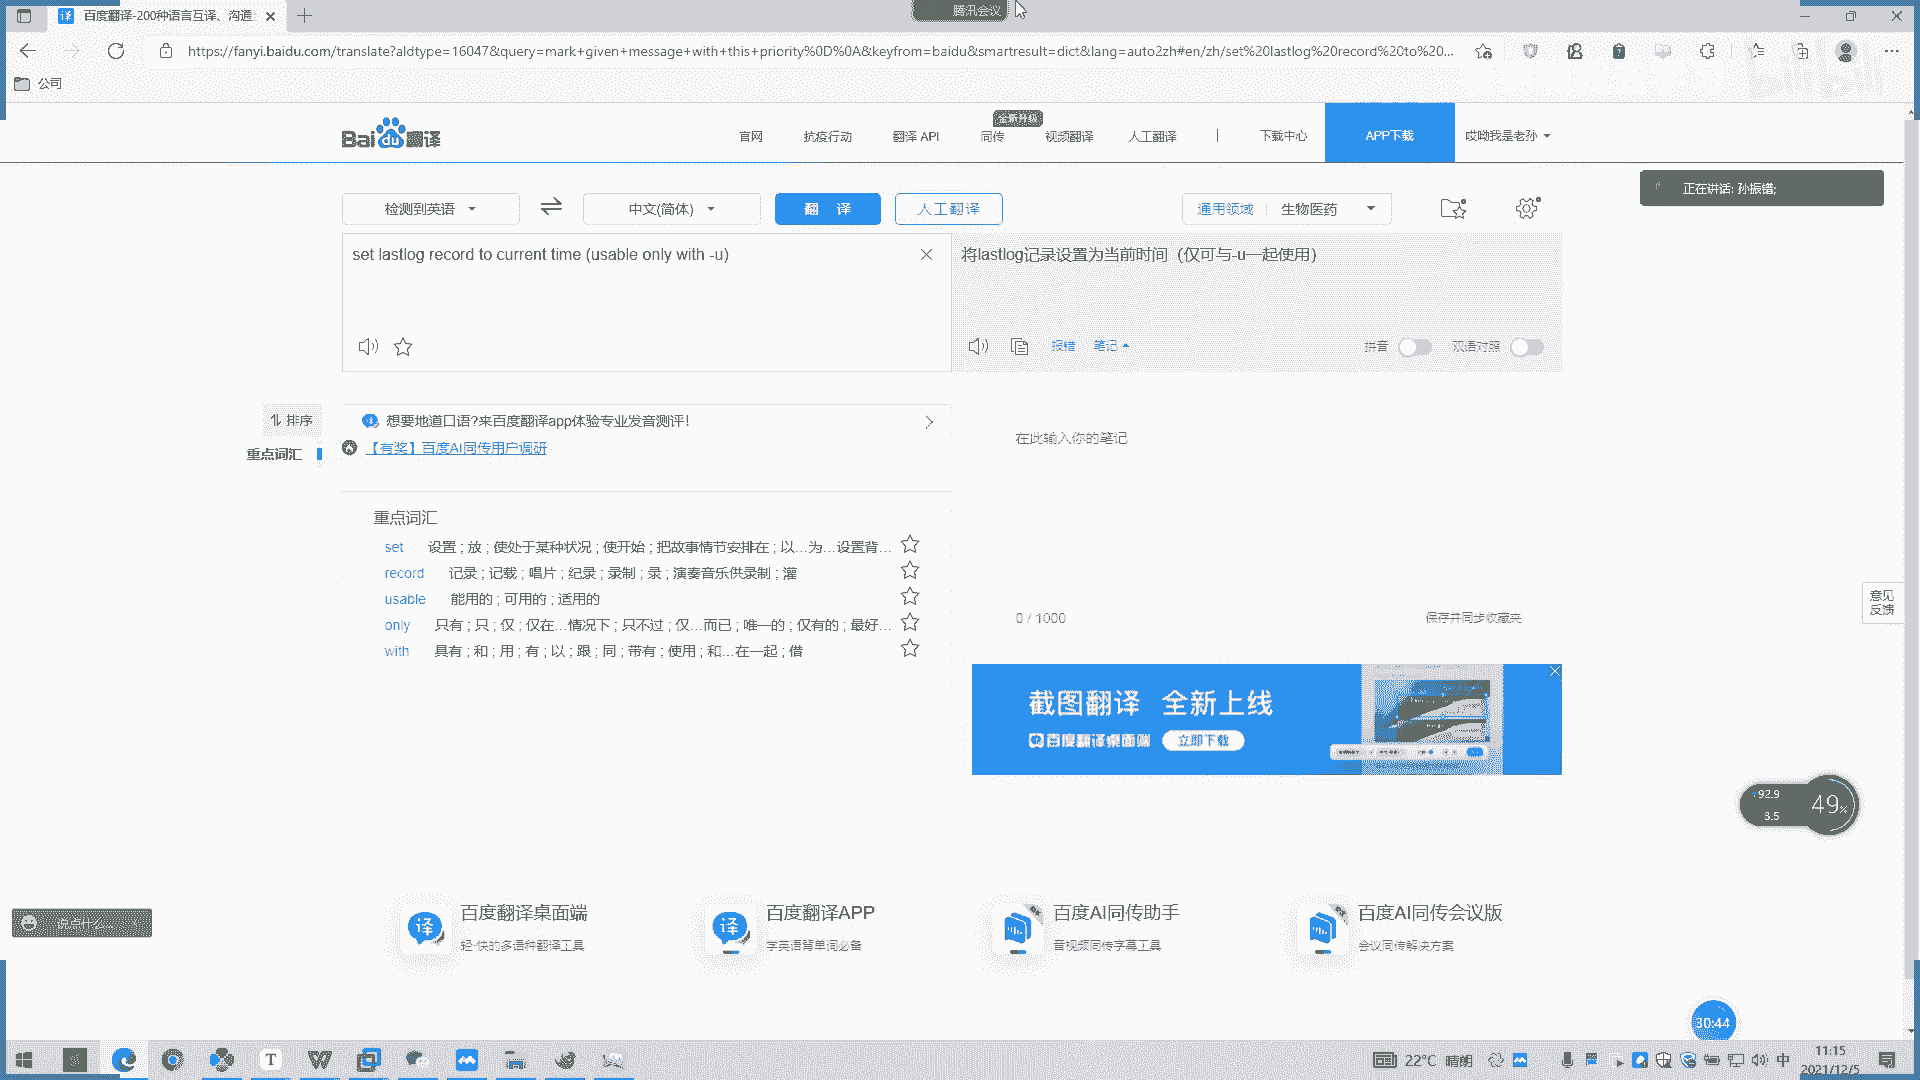 百度翻译-200种语言互译、沟通
腾讯会议
https://fanyi.baidu.com/translate?aldtype=16047&query=mark+given+message+with+this+priority%0D%0A&keyfrom=baidu&smartresult=dict&lang=auto2zh#en/zh/set%20lastlog%20record%20to%20...
公司
bilibili
Baidu翻译
官网
抗疫行动
翻译 API
同传
全新升级
视频翻译
人工翻译
下载中心
APP下载
哎呦我是老孙
正在讲话: 孙振错;
检测到英语
中文(简体)
翻 译
人工翻译
通用领域
生物医药
set lastlog record to current time (usable only with -u)
将lastlog记录设置为当前时间（仅可与-u一起使用）
报错
笔记
拼音
双语对照
排序
重点词汇
想要地道口语?来百度翻译app体验专业发音测评!
【有奖】百度AI同传用户调研
在此输入你的笔记
重点词汇
set 设置 ; 放 ; 使处于某种状况 ; 使开始 ; 把故事情节安排在 ; 以…为…设置背…
record 记录 ; 记载 ; 唱片 ; 纪录 ; 录制 ; 录 ; 演奏音乐供录制 ; 灌
usable 能用的 ; 可用的 ; 适用的
only 只有 ; 只 ; 仅 ; 仅在…情况下 ; 只不过 ; 仅…而已 ; 唯一的 ; 仅有的 ; 最好…
with 具有 ; 和 ; 用 ; 有 ; 以 ; 跟 ; 同 ; 带有 ; 使用 ; 和…在一起 ; 借
0 / 1000
保存并同步收藏夹
意见
反馈
截图翻译 全新上线
百度翻译桌面端
立即下载
92.9
3.5
49%
说点什么...
译
百度翻译桌面端
轻·快的多语种翻译工具
译
百度翻译APP
学英语背单词必备
百度AI同传助手
音视频同传字幕工具
百度AI同传会议版
会议同传解决方案
30:44
22°C 晴朗
中
11:15
2021/12/5